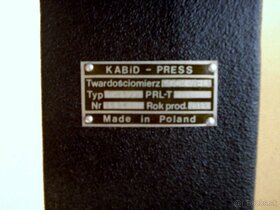 KABiD - PRESS
Twardościomierz
Typ PRL-T
Nr Rok prod.
Made in Poland